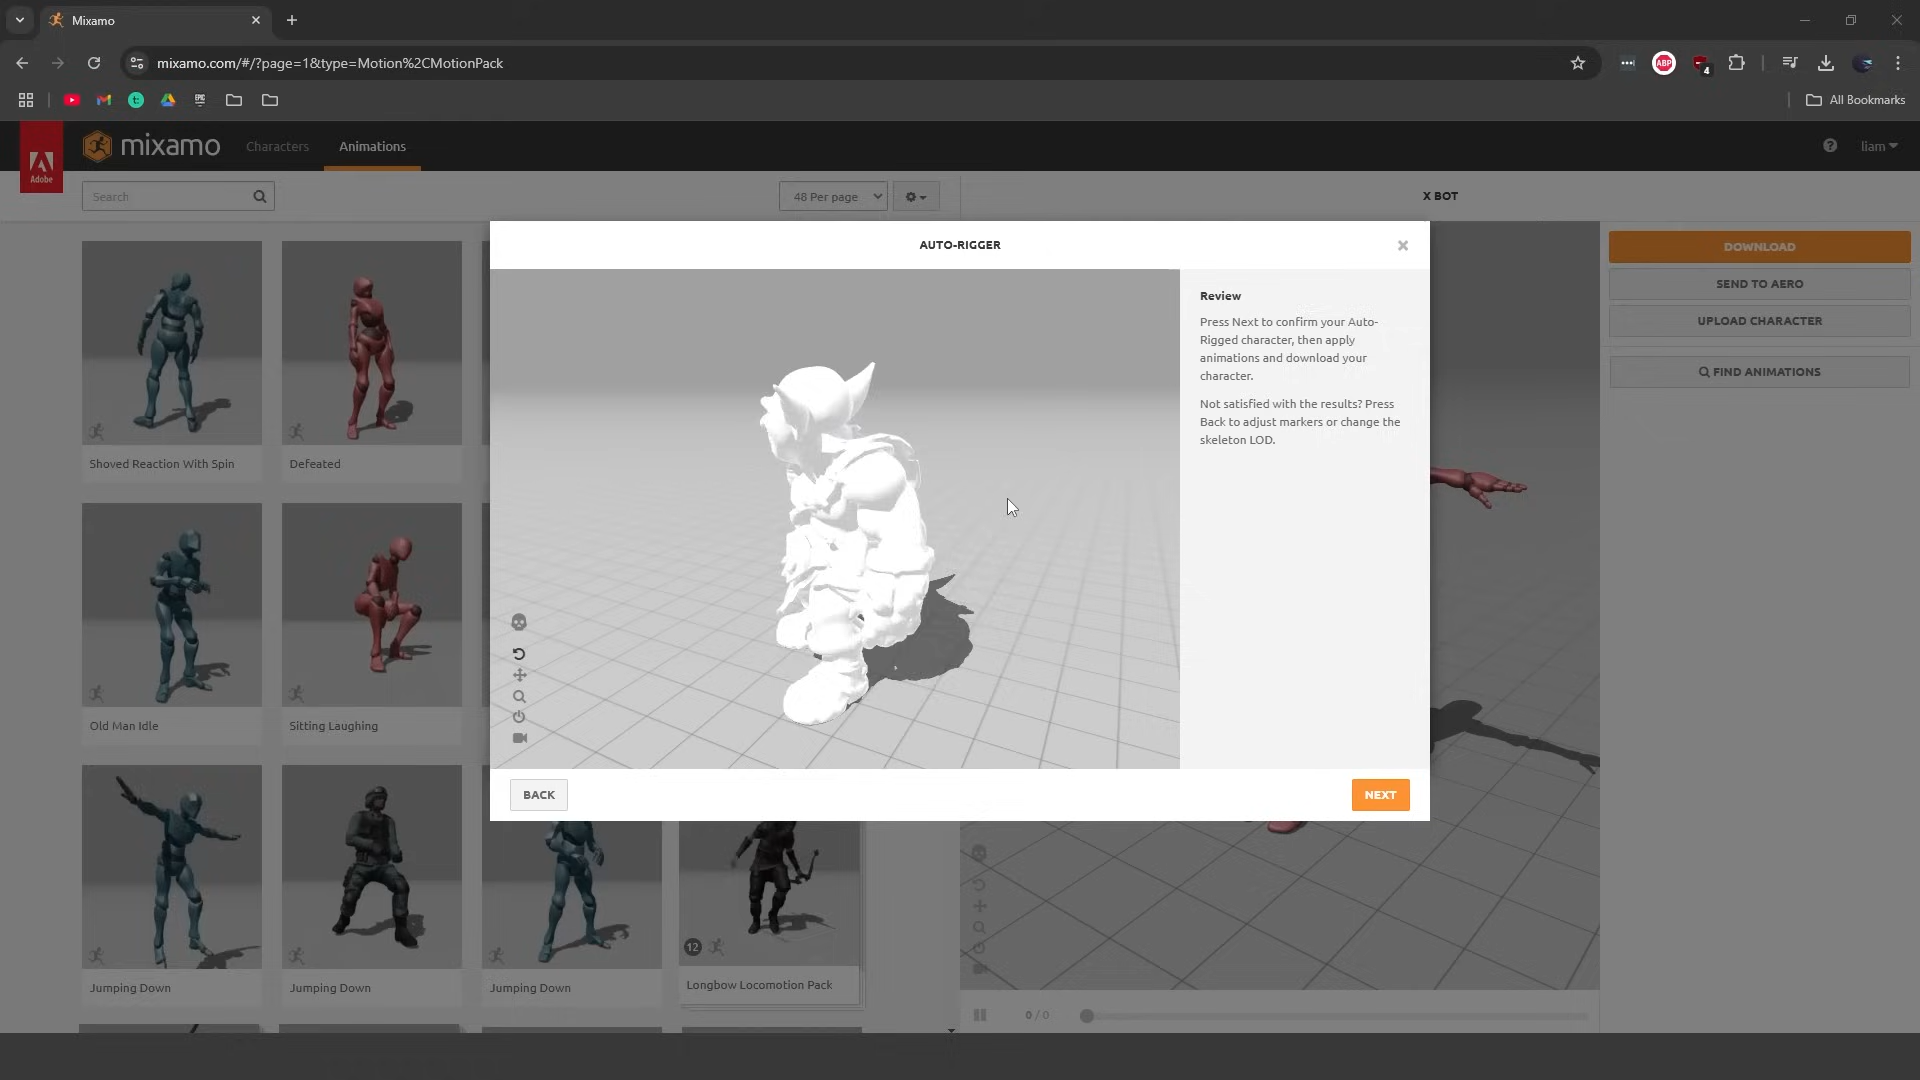 Mixamo
mixamo.com/#/?page=1&type=Motion%2CMotionPack
ABP
4
EPIC
All Bookmarks
Adobe
mixamo
Characters
Animations
liam
Search
48 Per page
X BOT
AUTO-RIGGER
Review
Press Next to confirm your Auto-
Rigged character, then apply
animations and download your
character.
Not satisfied with the results? Press
Back to adjust markers or change the
skeleton LOD.
BACK
NEXT
DOWNLOAD
SEND TO AERO
UPLOAD CHARACTER
FIND ANIMATIONS
Shoved Reaction With Spin
Defeated
Old Man Idle
Sitting Laughing
12
Jumping Down
Jumping Down
Jumping Down
Longbow Locomotion Pack
0 / 0